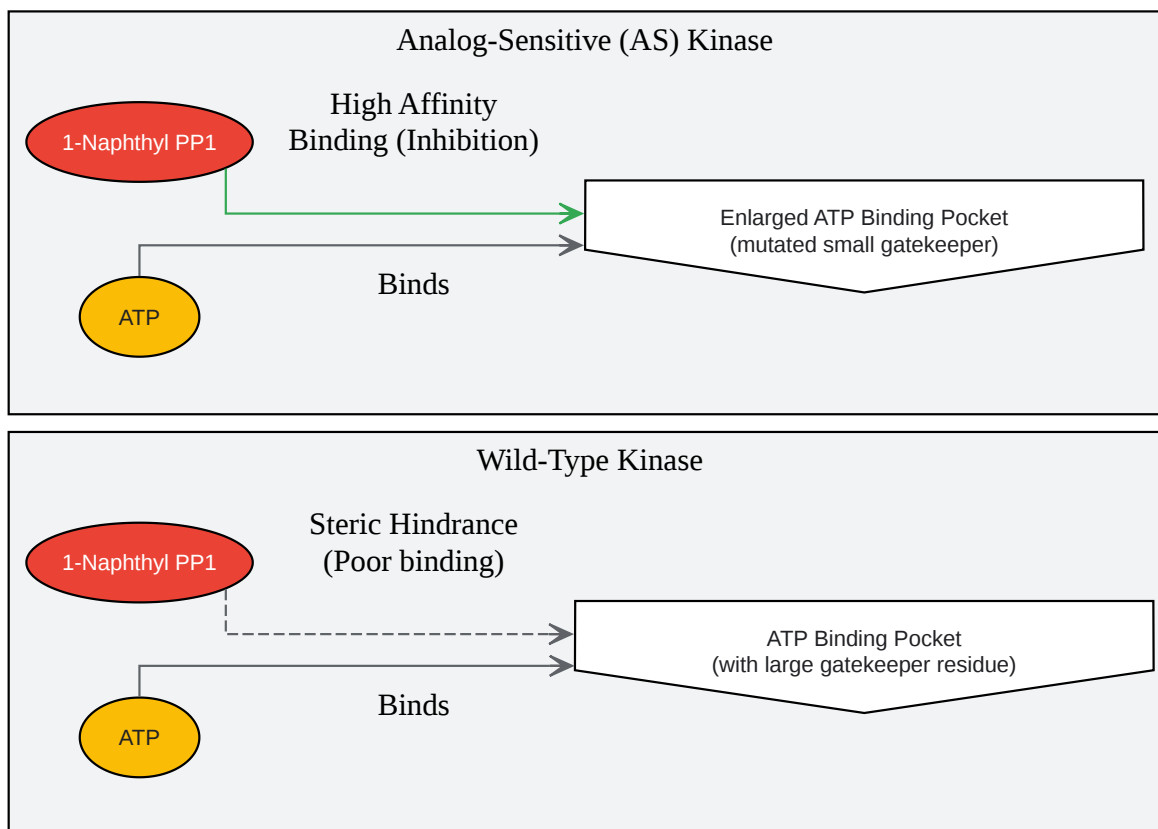 Analog-Sensitive (AS) Kinase
High Affinity
Binding (Inhibition)
1-Naphthyl PP1
Enlarged ATP Binding Pocket
(mutated small gatekeeper)
Binds
ATP
Wild-Type Kinase
Steric Hindrance
(Poor binding)
1-Naphthyl PP1
ATP Binding Pocket
(with large gatekeeper residue)
Binds
ATP